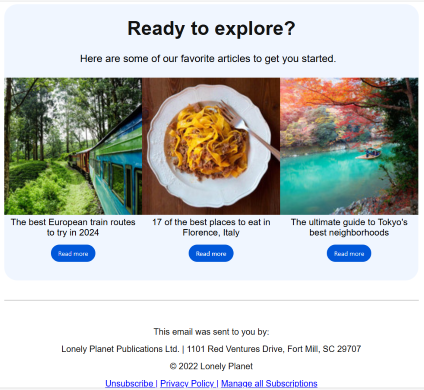 Ready to explore?
Here are some of our favorite articles to get you started.
The best European train routes
to try in 2024
17 of the best places to eat in
Florence, Italy
The ultimate guide to Tokyo's
best neighborhoods
Read more
Read more
Read more
This email was sent to you by:
Lonely Planet Publications Ltd. | 1101 Red Ventures Drive, Fort Mill, SC 29707
© 2022 Lonely Planet
Unsubscribe | Privacy Policy | Manage all Subscriptions